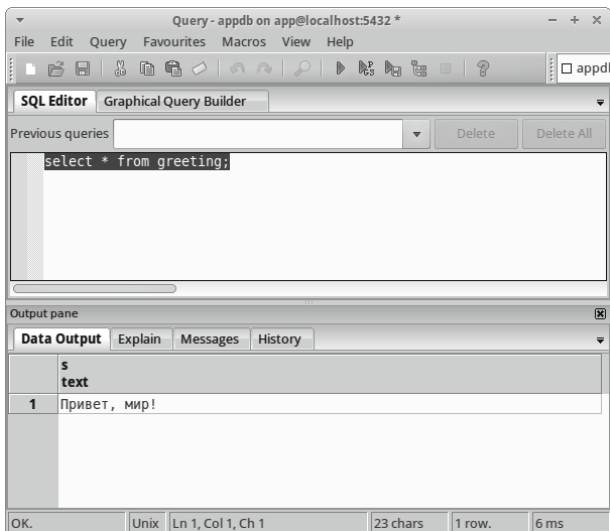 Query - appdb on app@localhost:5432 *
File Edit Query Favourites Macros View Help
SQL Editor Graphical Query Builder
Previous queries Delete Delete All
select * from greeting;
Output pane
Data Output Explain Messages History
s
text
1 Привет, мир!
OK. Unix Ln 1, Col 1, Ch 1 23 chars 1 row. 6 ms